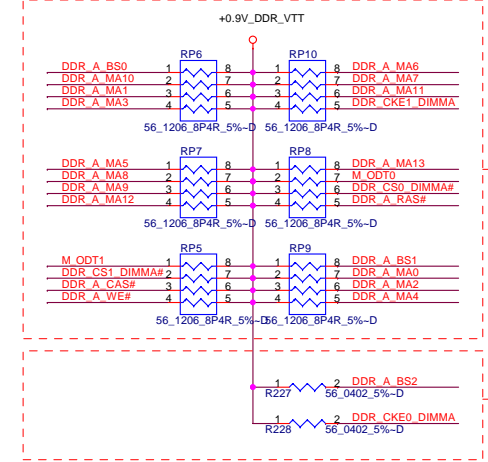 +0.9V_DDR_VTT
RP6 RP10
DDR_A_BS0 1 8 1 8 DDR_A_MA6
DDR_A_MA10 2 7 2 7 DDR_A_MA7
DDR_A_MA1 3 6 3 6 DDR_A_MA11
DDR_A_MA3 4 5 4 5 DDR_CKE1_DIMMA
56_1206_8P4R_5%~D 56_1206_8P4R_5%~D
RP7 RP8
DDR_A_MA5 1 8 1 8 DDR_A_MA13
DDR_A_MA8 2 7 2 7 M_ODT0
DDR_A_MA9 3 6 3 6 DDR_CS0_DIMMA#
DDR_A_MA12 4 5 4 5 DDR_A_RAS#
56_1206_8P4R_5%~D 56_1206_8P4R_5%~D
RP5 RP9
M_ODT1 1 8 1 8 DDR_A_BS1
DDR_CS1_DIMMA# 2 7 2 7 DDR_A_MA0
DDR_A_CAS# 3 6 3 6 DDR_A_MA2
DDR_A_WE# 4 5 4 5 DDR_A_MA4
56_1206_8P4R_5%~D 56_1206_8P4R_5%~D
1 2 DDR_A_BS2
R227 56_0402_5%~D
1 2 DDR_CKE0_DIMMA
R228 56_0402_5%~D